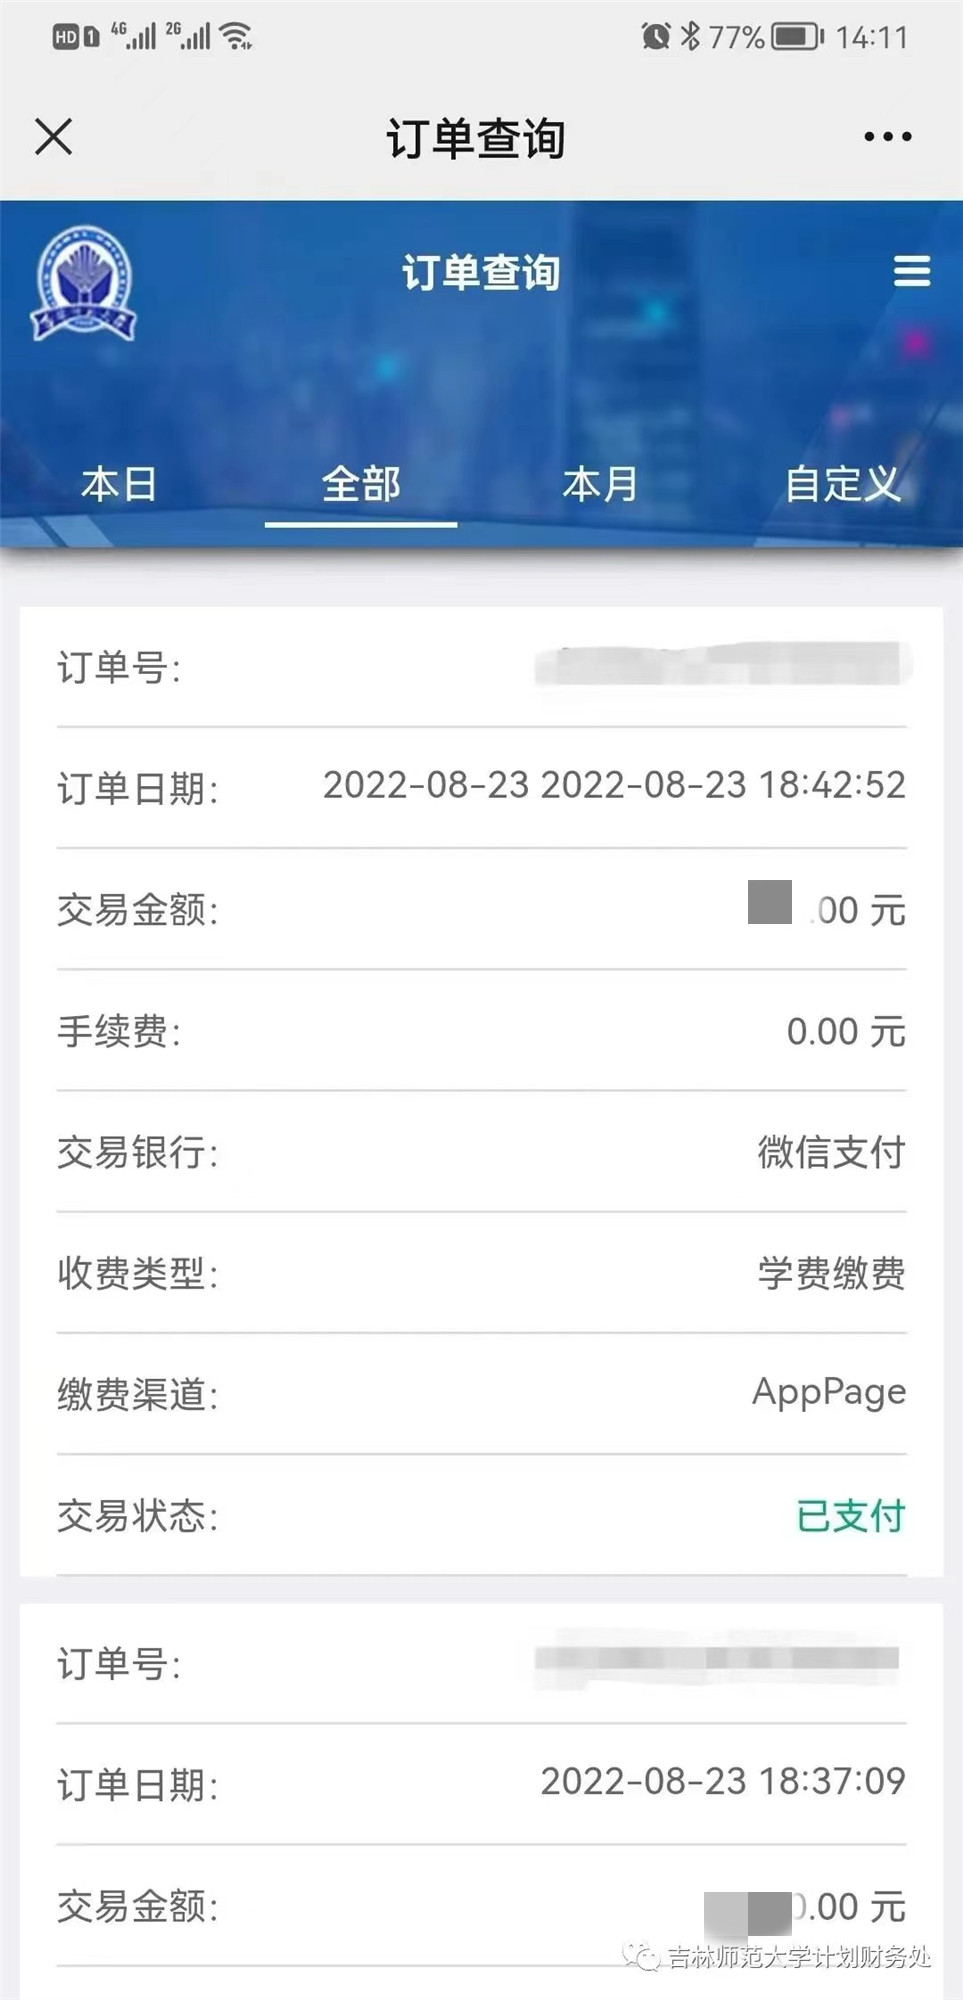 HD 1 4G 2G 77% 14:11
订单查询
订单查询
本日 全部 本月 自定义
订单号:
订单日期: 2022-08-23 2022-08-23 18:42:52
交易金额: .00 元
手续费: 0.00 元
交易银行: 微信支付
收费类型: 学费缴费
缴费渠道: AppPage
交易状态: 已支付
订单号:
订单日期: 2022-08-23 18:37:09
交易金额: 0.00 元
吉林师范大学计划财务处